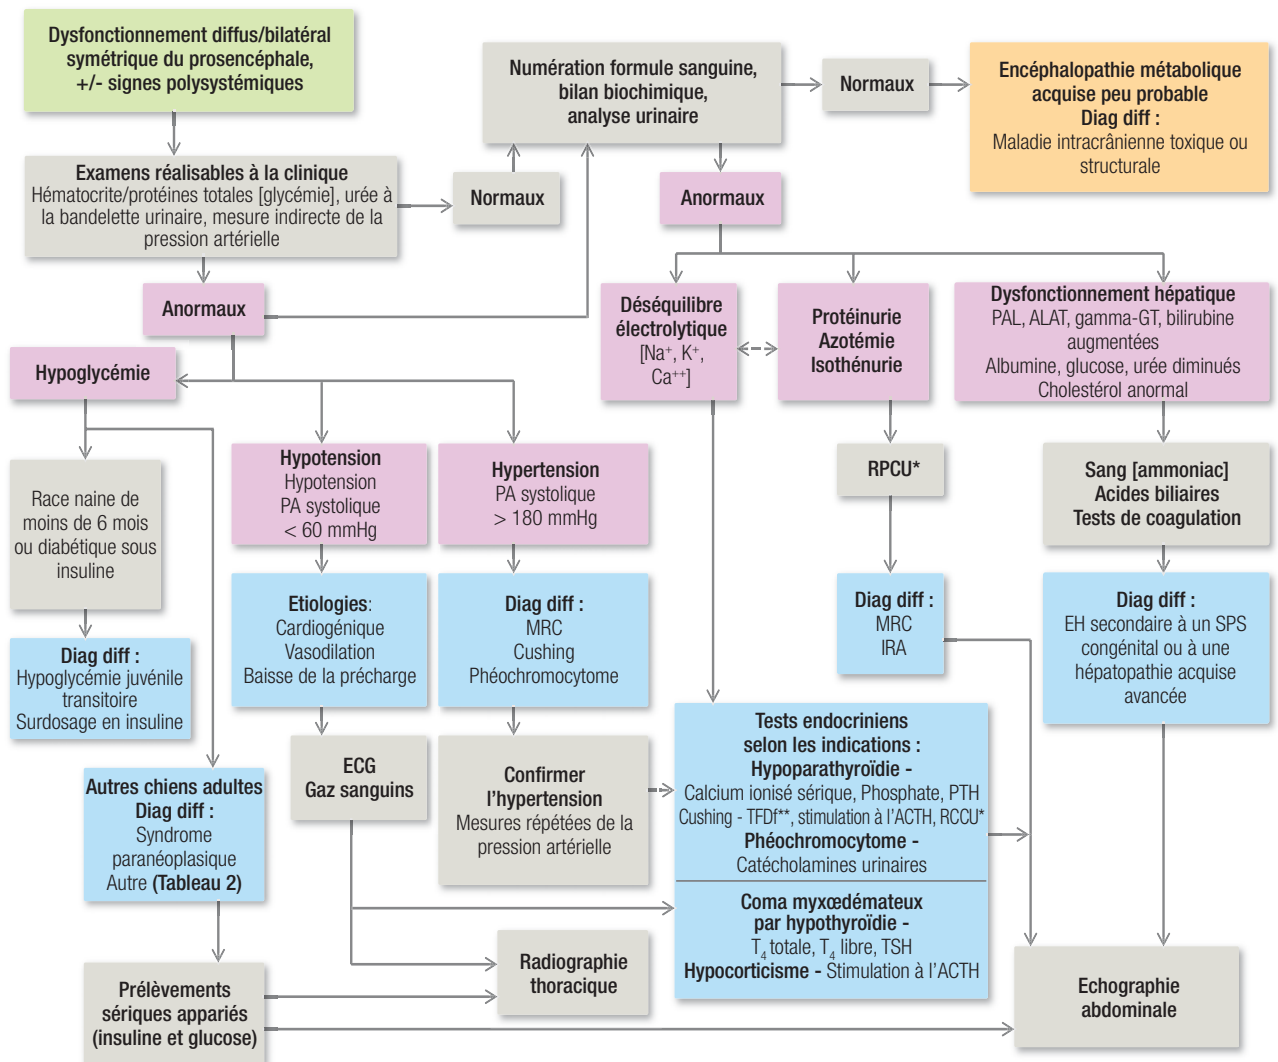 Dysfonctionnement diffus/bilatéral
symétrique du prosencéphale,
+/- signes polysystémiques
Numération formule sanguine,
bilan biochimique,
analyse urinaire
Normaux
Encéphalopathie métabolique
acquise peu probable
Diag diff :
Maladie intracrânienne toxique ou
structurale
Examens réalisables à la clinique
Hématocrite/protéines totales [glycémie], urée à
la bandelette urinaire, mesure indirecte de la
pression artérielle
Normaux
Anormaux
Anormaux
Déséquilibre
électrolytique
[Na⁺, K⁺,
Ca⁺⁺]
Protéinurie
Azotémie
Isothénurie
Dysfonctionnement hépatique
PAL, ALAT, gamma-GT, bilirubine
augmentées
Albumine, glucose, urée diminués
Cholestérol anormal
Hypoglycémie
Hypotension
Hypotension
PA systolique
< 60 mmHg
Hypertension
PA systolique
> 180 mmHg
RPCU*
Sang [ammoniac]
Acides biliaires
Tests de coagulation
Race naine de
moins de 6 mois
ou diabétique sous
insuline
Etiologies:
Cardiogénique
Vasodilation
Baisse de la précharge
Diag diff :
MRC
Cushing
Phéochromocytome
Diag diff :
MRC
IRA
Diag diff :
EH secondaire à un SPS
congénital ou à une
hépatopathie acquise
avancée
Diag diff :
Hypoglycémie juvénile
transitoire
Surdosage en insuline
ECG
Gaz sanguins
Confirmer
l'hypertension
Mesures répétées de la
pression artérielle
Tests endocriniens
selon les indications :
Hypoparathyroïdie -
Calcium ionisé sérique, Phosphate, PTH
Cushing - TFDf**, stimulation à l'ACTH, RCCU*
Phéochromocytome -
Catécholamines urinaires
Coma myxœdémateux
par hypothyroïdie -
T₄ totale, T₄ libre, TSH
Hypocorticisme - Stimulation à l'ACTH
Autres chiens adultes
Diag diff :
Syndrome
paranéoplasique
Autre (Tableau 2)
Prélèvements
sériques appariés
(insuline et glucose)
Radiographie
thoracique
Echographie
abdominale